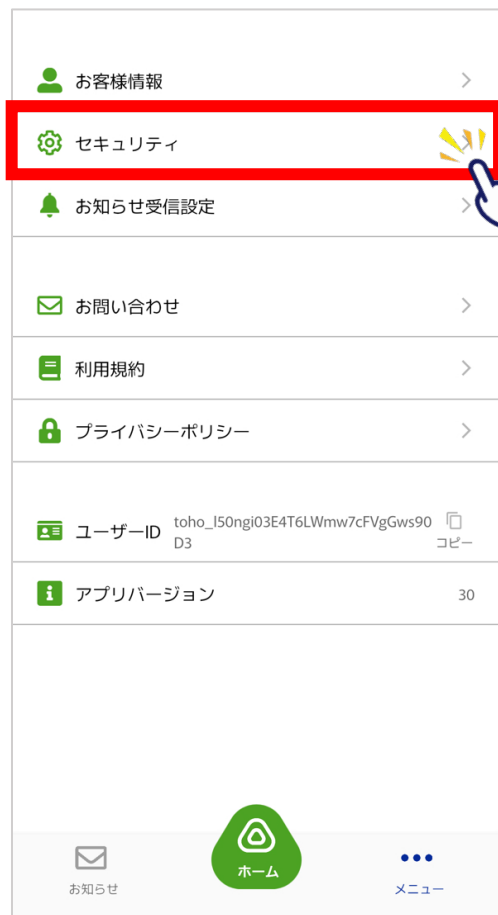 お客様情報
セキュリティ
お知らせ受信設定
お問い合わせ
利用規約
プライバシーポリシー
ユーザーID toho_l50ngi03E4T6LWmw7cFVgGws90
D3
コピー
アプリバージョン 30
お知らせ
ホーム
メニュー